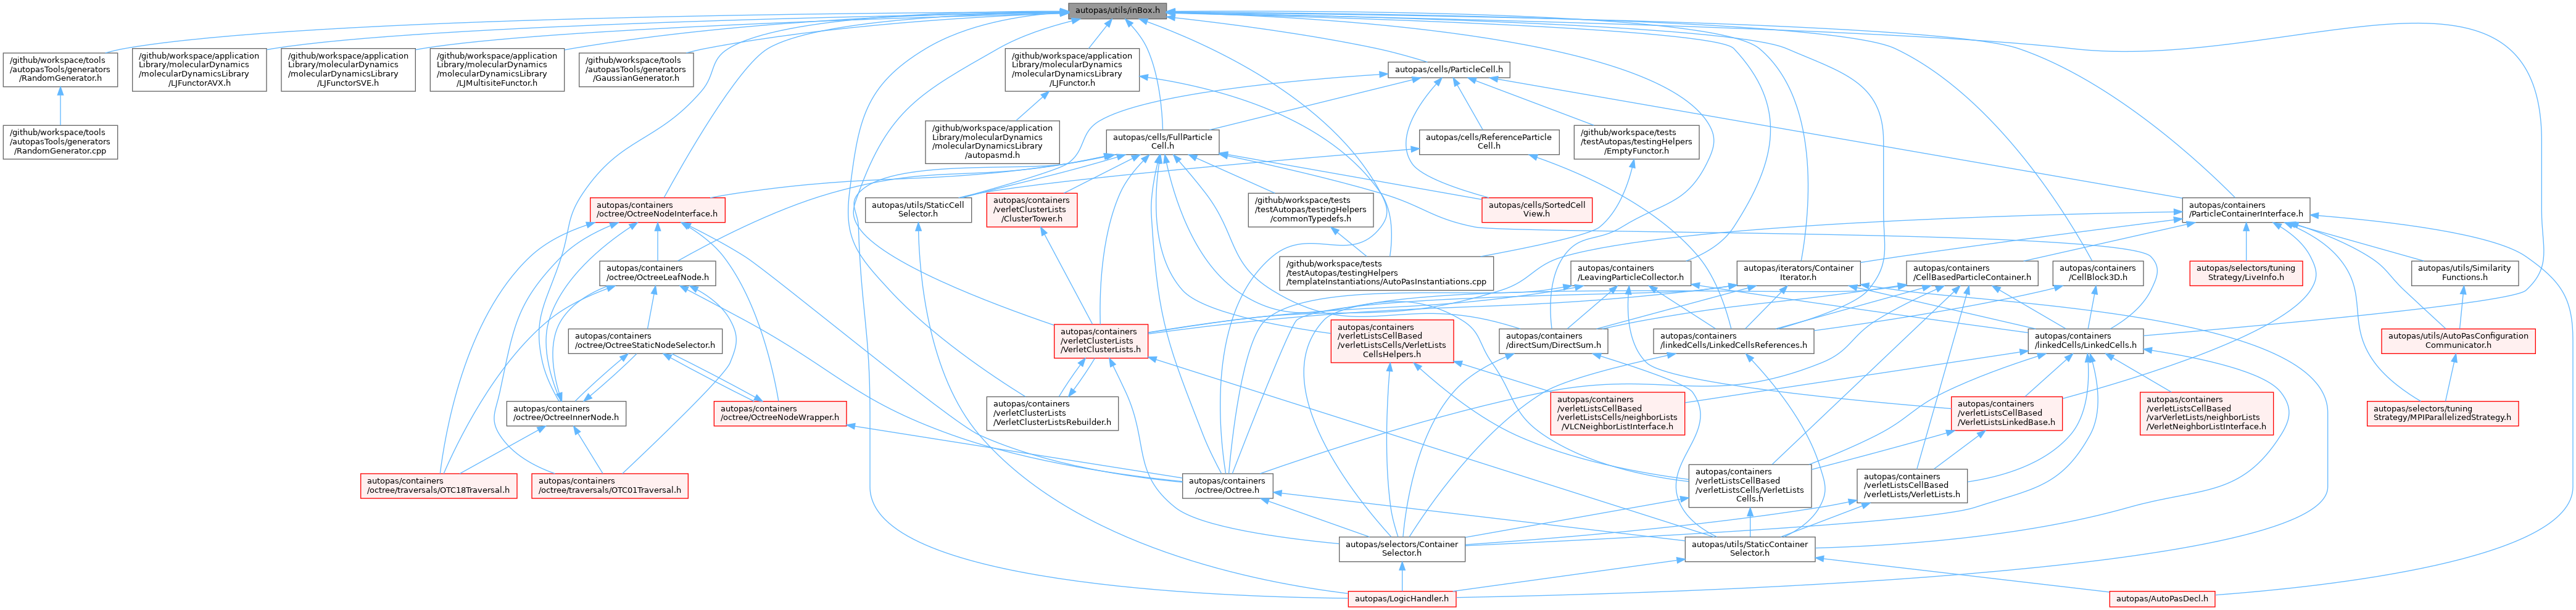 autopas/utils/inBox.h
/github/workspace/tools
/autopasTools/generators
/RandomGenerator.h
/github/workspace/application
Library/molecularDynamics
/molecularDynamicsLibrary
/LJFunctorAVX.h
/github/workspace/application
Library/molecularDynamics
/molecularDynamicsLibrary
/LJFunctorSVE.h
/github/workspace/application
Library/molecularDynamics
/molecularDynamicsLibrary
/LJMultisiteFunctor.h
/github/workspace/tools
/autopasTools/generators
/GaussianGenerator.h
/github/workspace/application
Library/molecularDynamics
/molecularDynamicsLibrary
/LJFunctor.h
autopas/cells/ParticleCell.h
/github/workspace/tools
/autopasTools/generators
/RandomGenerator.cpp
/github/workspace/application
Library/molecularDynamics
/molecularDynamicsLibrary
/autopasmd.h
autopas/cells/FullParticle
Cell.h
autopas/cells/ReferenceParticle
Cell.h
/github/workspace/tests
/testAutopas/testingHelpers
/EmptyFunctor.h
autopas/containers
/octree/OctreeNodeInterface.h
autopas/utils/StaticCell
Selector.h
autopas/containers
/verletClusterLists
/ClusterTower.h
/github/workspace/tests
/testAutopas/testingHelpers
/commonTypedefs.h
autopas/cells/SortedCell
View.h
autopas/containers
/ParticleContainerInterface.h
autopas/containers
/octree/OctreeLeafNode.h
/github/workspace/tests
/testAutopas/testingHelpers
/templateInstantiations/AutoPasInstantiations.cpp
autopas/containers
/LeavingParticleCollector.h
autopas/iterators/Container
Iterator.h
autopas/containers
/CellBasedParticleContainer.h
autopas/containers
/CellBlock3D.h
autopas/selectors/tuning
Strategy/LiveInfo.h
autopas/utils/Similarity
Functions.h
autopas/containers
/octree/OctreeStaticNodeSelector.h
autopas/containers
/verletClusterLists
/VerletClusterLists.h
autopas/containers
/verletListsCellBased
/verletListsCells/VerletLists
CellsHelpers.h
autopas/containers
/directSum/DirectSum.h
autopas/containers
/linkedCells/LinkedCellsReferences.h
autopas/containers
/linkedCells/LinkedCells.h
autopas/utils/AutoPasConfiguration
Communicator.h
autopas/containers
/octree/OctreeInnerNode.h
autopas/containers
/octree/OctreeNodeWrapper.h
autopas/containers
/verletClusterLists
/VerletClusterListsRebuilder.h
autopas/containers
/verletListsCellBased
/verletListsCells/neighborLists
/VLCNeighborListInterface.h
autopas/containers
/verletListsCellBased
/VerletListsLinkedBase.h
autopas/containers
/verletListsCellBased
/varVerletLists/neighborLists
/VerletNeighborListInterface.h
autopas/selectors/tuning
Strategy/MPIParallelizedStrategy.h
autopas/containers
/octree/traversals/OTC18Traversal.h
autopas/containers
/octree/traversals/OTC01Traversal.h
autopas/containers
/octree/Octree.h
autopas/containers
/verletListsCellBased
/verletListsCells/VerletLists
Cells.h
autopas/containers
/verletListsCellBased
/verletLists/VerletLists.h
autopas/selectors/Container
Selector.h
autopas/utils/StaticContainer
Selector.h
autopas/LogicHandler.h
autopas/AutoPasDecl.h